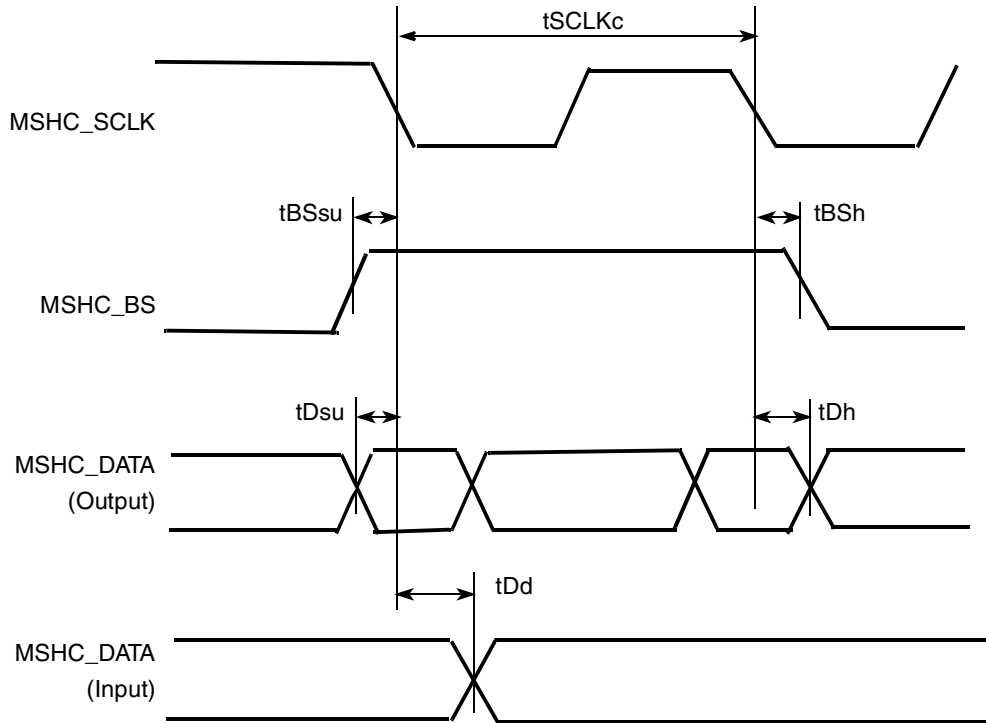 tSCLKc
MSHC_SCLK
tBSsu
tBSh
MSHC_BS
tDsu
tDh
MSHC_DATA
(Output)
tDd
MSHC_DATA
(Input)